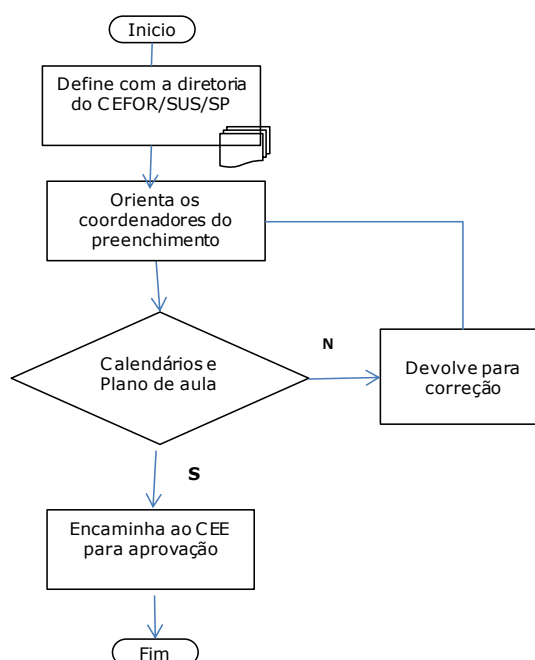 Inicio
Define com a diretoria
do CEFOR/SUS/SP
Orienta os
coordenadores do
preenchimento
Calendários e
Plano de aula
N
Devolve para
correção
S
Encaminha ao CEE
para aprovação
Fim